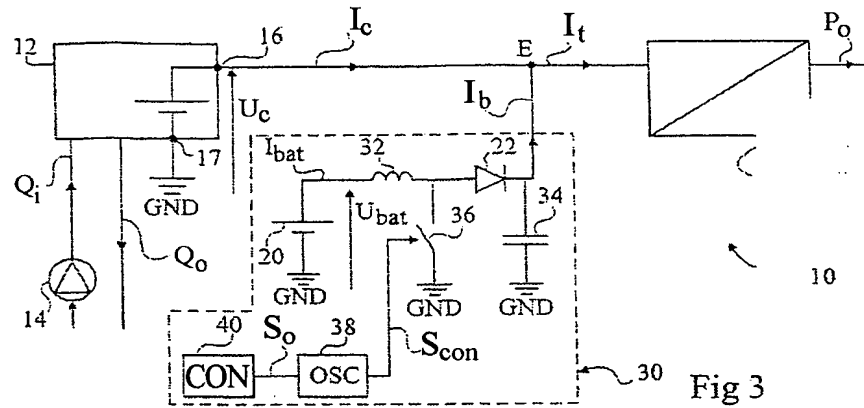 12
16
I_c
E
I_t
P_o
U_c
I_b
17
I_bat
32
22
Q_i
GND
34
U_bat
36
20
Q_o
14
GND
GND
GND
10
40
S_o
38
S_con
CON
OSC
30
Fig 3